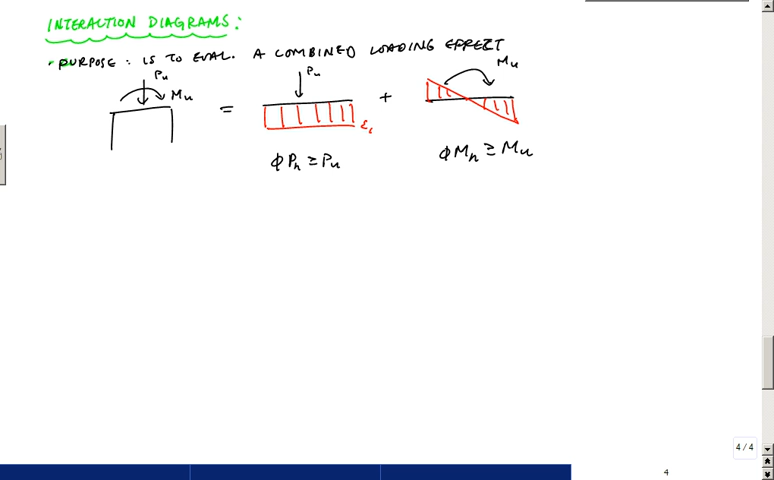 INTERACTION DIAGRAMS:
• PURPOSE: IS TO EVAL. A COMBINED LOADING EFFECT
Pu Mu = Pu εc + Mu
ϕPn ≥ Pu ϕMn ≥ Mu
4 / 4
4